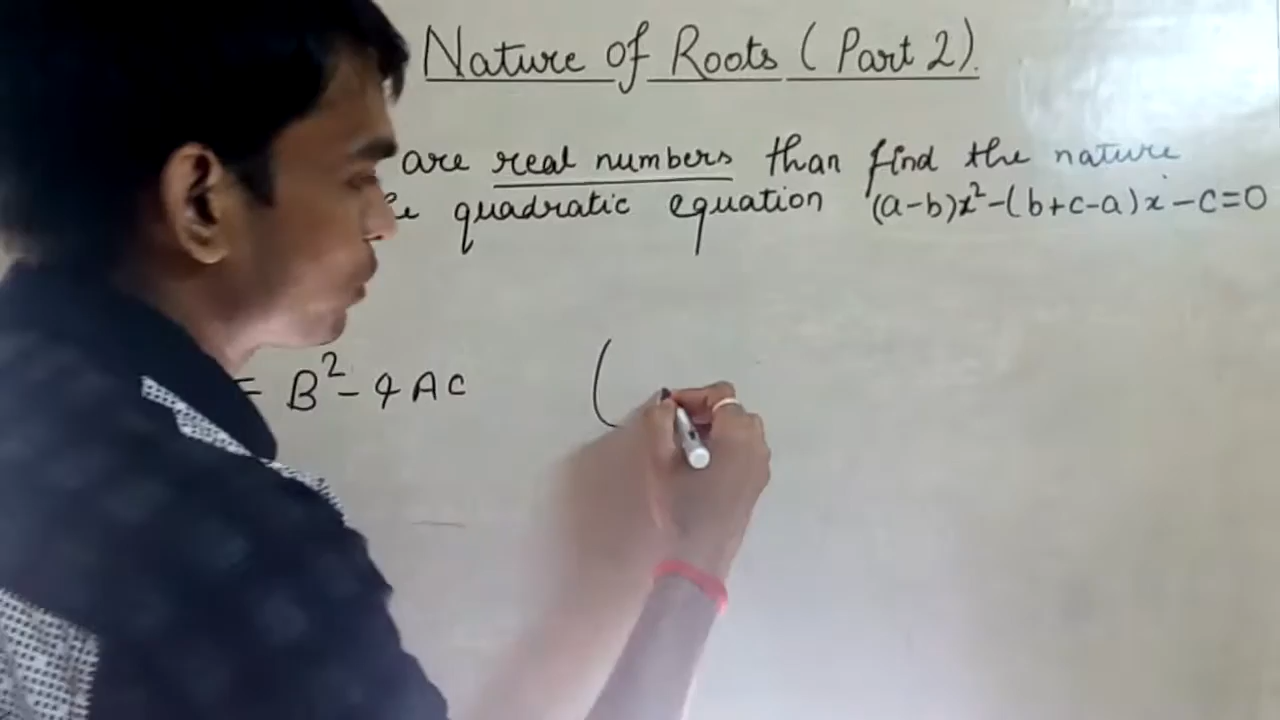 Nature of Roots ( Part 2).
are real numbers than find the nature
quadratic equation (a-b)x²-(b+c-a)x-c=0
= B²-4AC (